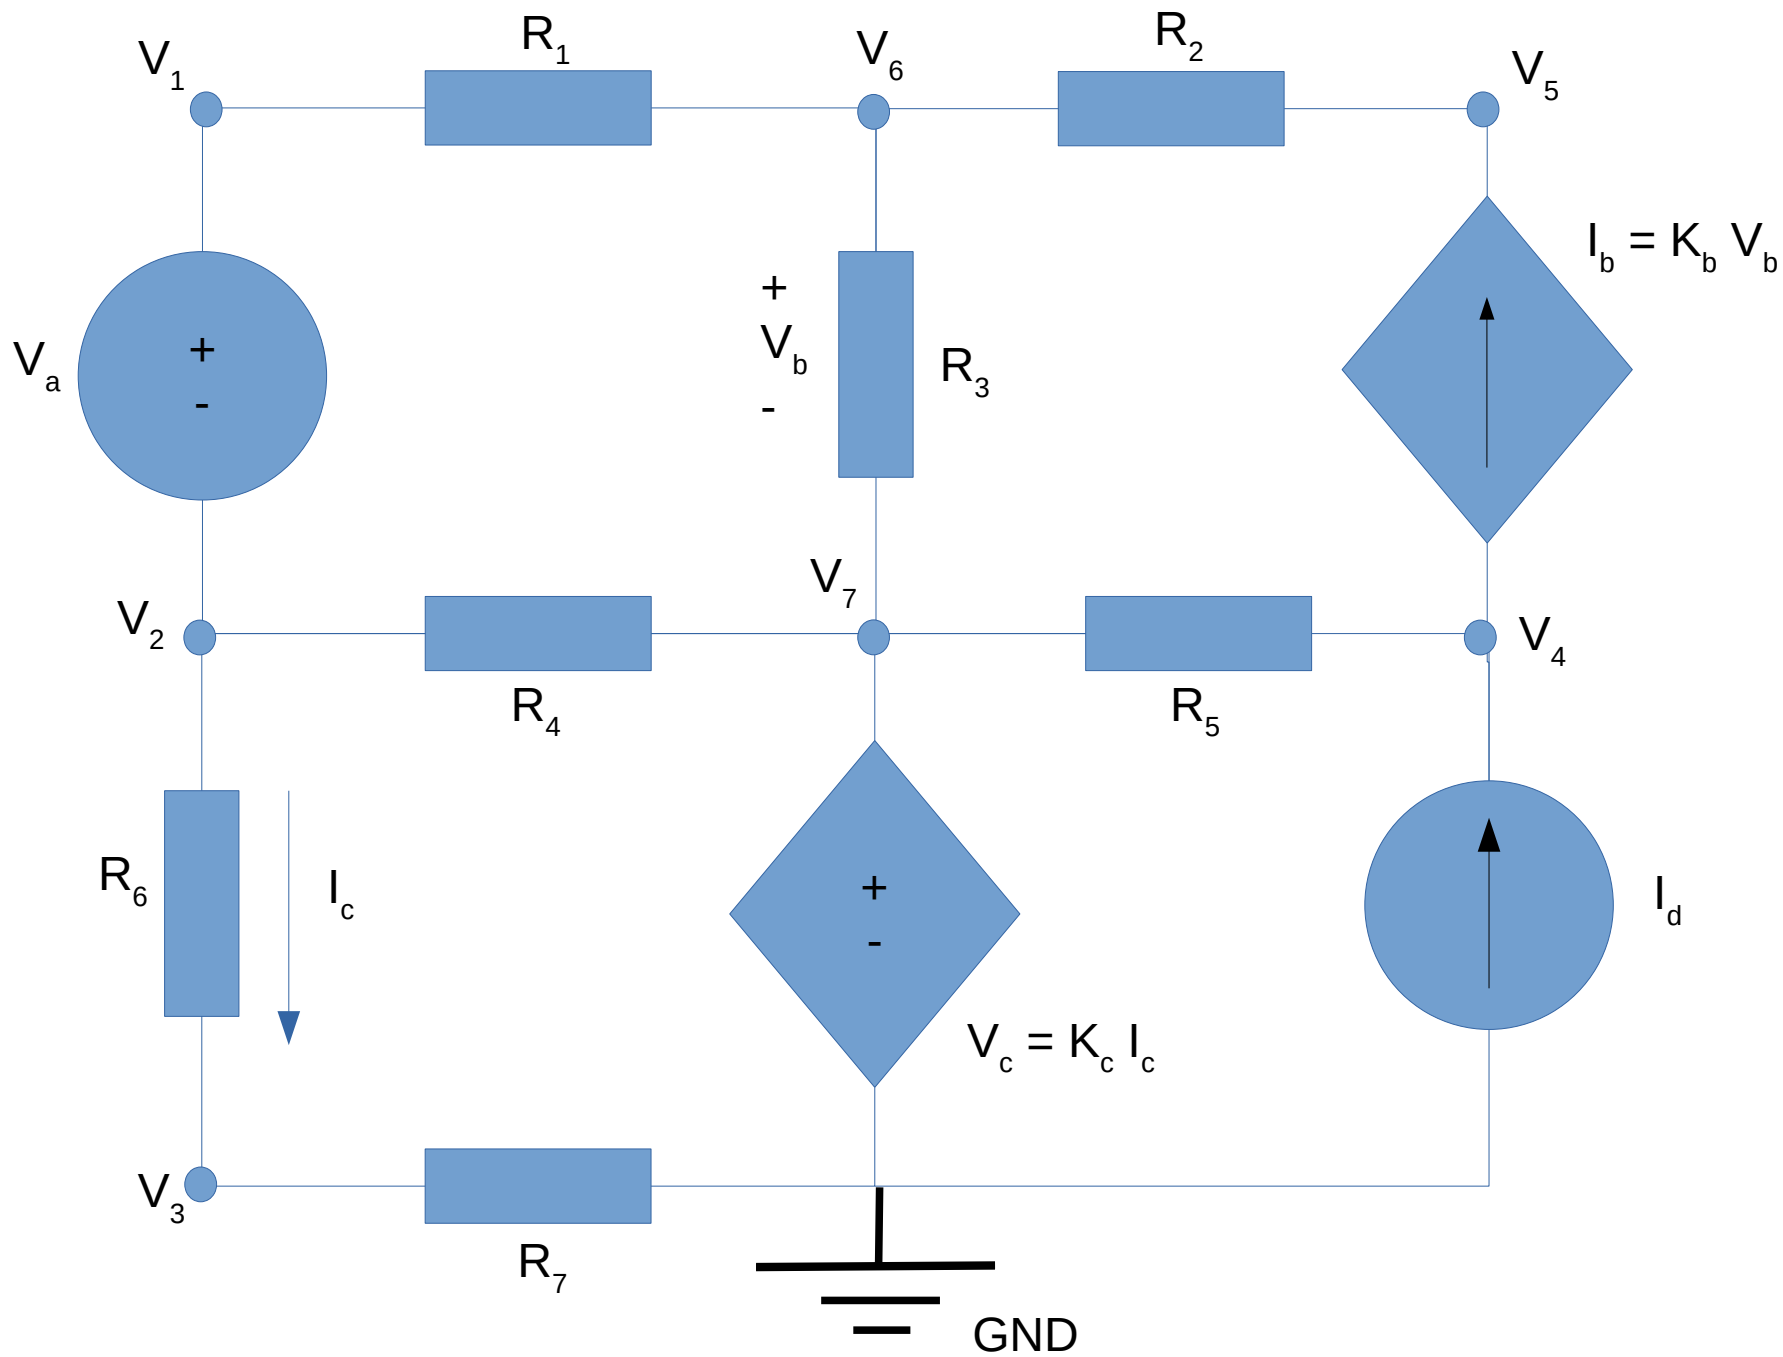 V1
R1
V6
R2
V5
Ib = Kb Vb
Va
+
-
+
Vb
-
R3
V2
V7
V4
R4
R5
R6
Ic
+
-
Id
Vc = Kc Ic
V3
R7
GND